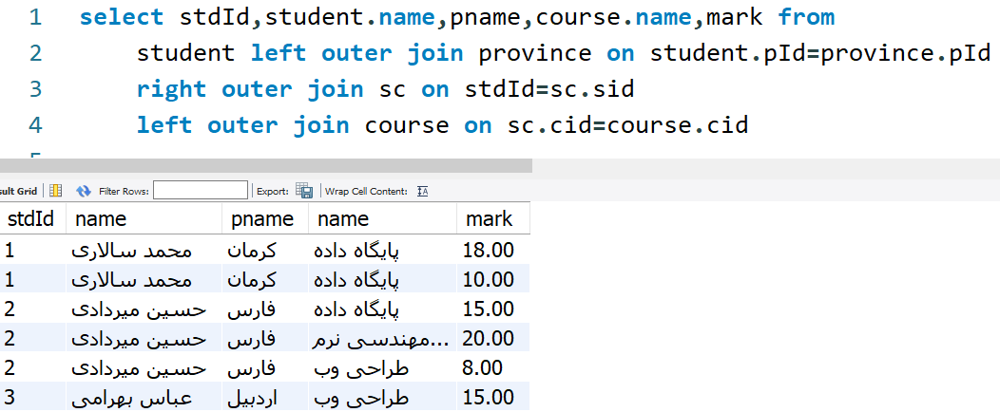 1 select stdId,student.name,pname,course.name,mark from
2 student left outer join province on student.pId=province.pId
3 right outer join sc on stdId=sc.sid
4 left outer join course on sc.cid=course.cid
sult Grid Filter Rows: Export: Wrap Cell Content:
stdId name pname name mark
1 محمد سالاری کرمان پایگاه داده 18.00
1 محمد سالاری کرمان پایگاه داده 10.00
2 حسین میردادی فارس پایگاه داده 15.00
2 حسین میردادی فارس مهندسی نرم... 20.00
2 حسین میردادی فارس طراحی وب 8.00
3 عباس بهرامی اردبیل طراحی وب 15.00